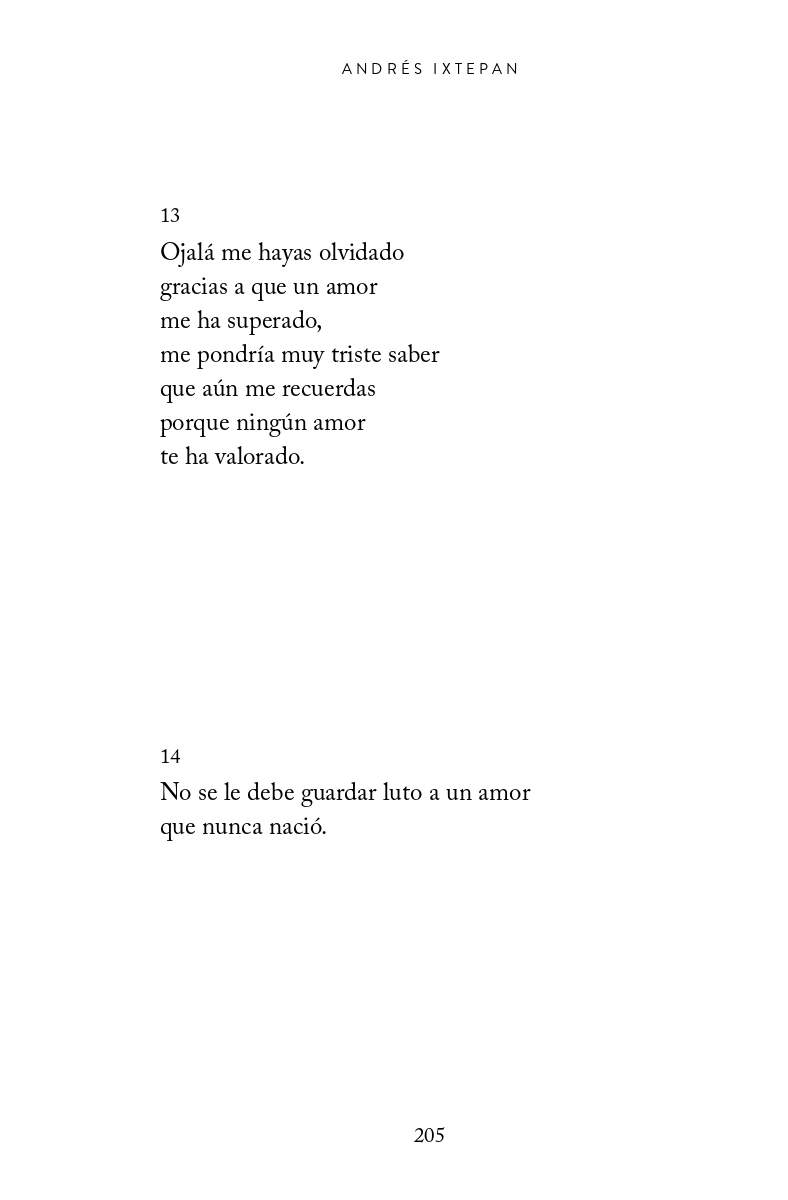 ANDRÉS IXTEPAN
13
Ojalá me hayas olvidado
gracias a que un amor
me ha superado,
me pondría muy triste saber
que aún me recuerdas
porque ningún amor
te ha valorado.
14
No se le debe guardar luto a un amor
que nunca nació.
205